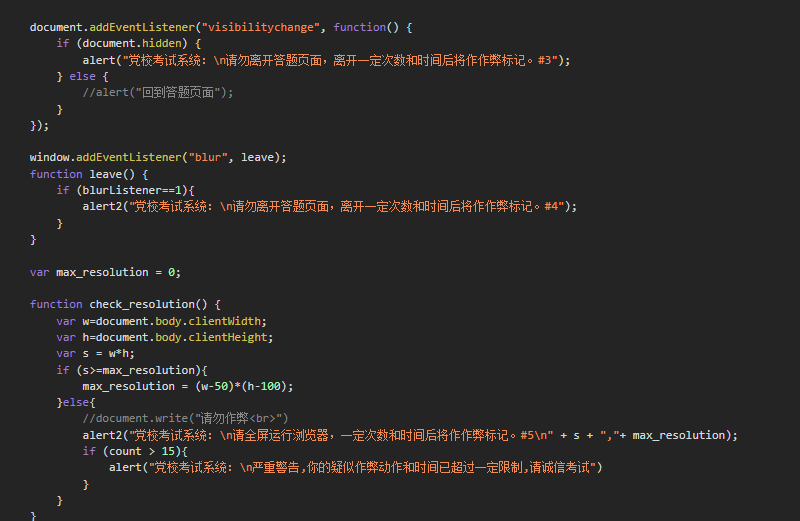 document.addEventListener("visibilitychange", function() {
if (document.hidden) {
alert("党校考试系统：\n请勿离开答题页面，离开一定次数和时间后将作作弊标记。#3");
} else {
//alert("回到答题页面");
}
});
window.addEventListener("blur", leave);
function leave() {
if (blurListener==1){
alert2("党校考试系统：\n请勿离开答题页面，离开一定次数和时间后将作作弊标记。#4");
}
}
var max_resolution = 0;
function check_resolution() {
var w=document.body.clientWidth;
var h=document.body.clientHeight;
var s = w*h;
if (s>=max_resolution){
max_resolution = (w-50)*(h-100);
}else{
//document.write("请勿作弊<br>")
alert2("党校考试系统：\n请全屏运行浏览器，一定次数和时间后将作作弊标记。#5\n" + s + ","+ max_resolution);
if (count > 15){
alert("党校考试系统：\n严重警告,你的疑似作弊动作和时间已超过一定限制,请诚信考试")
}
}
}